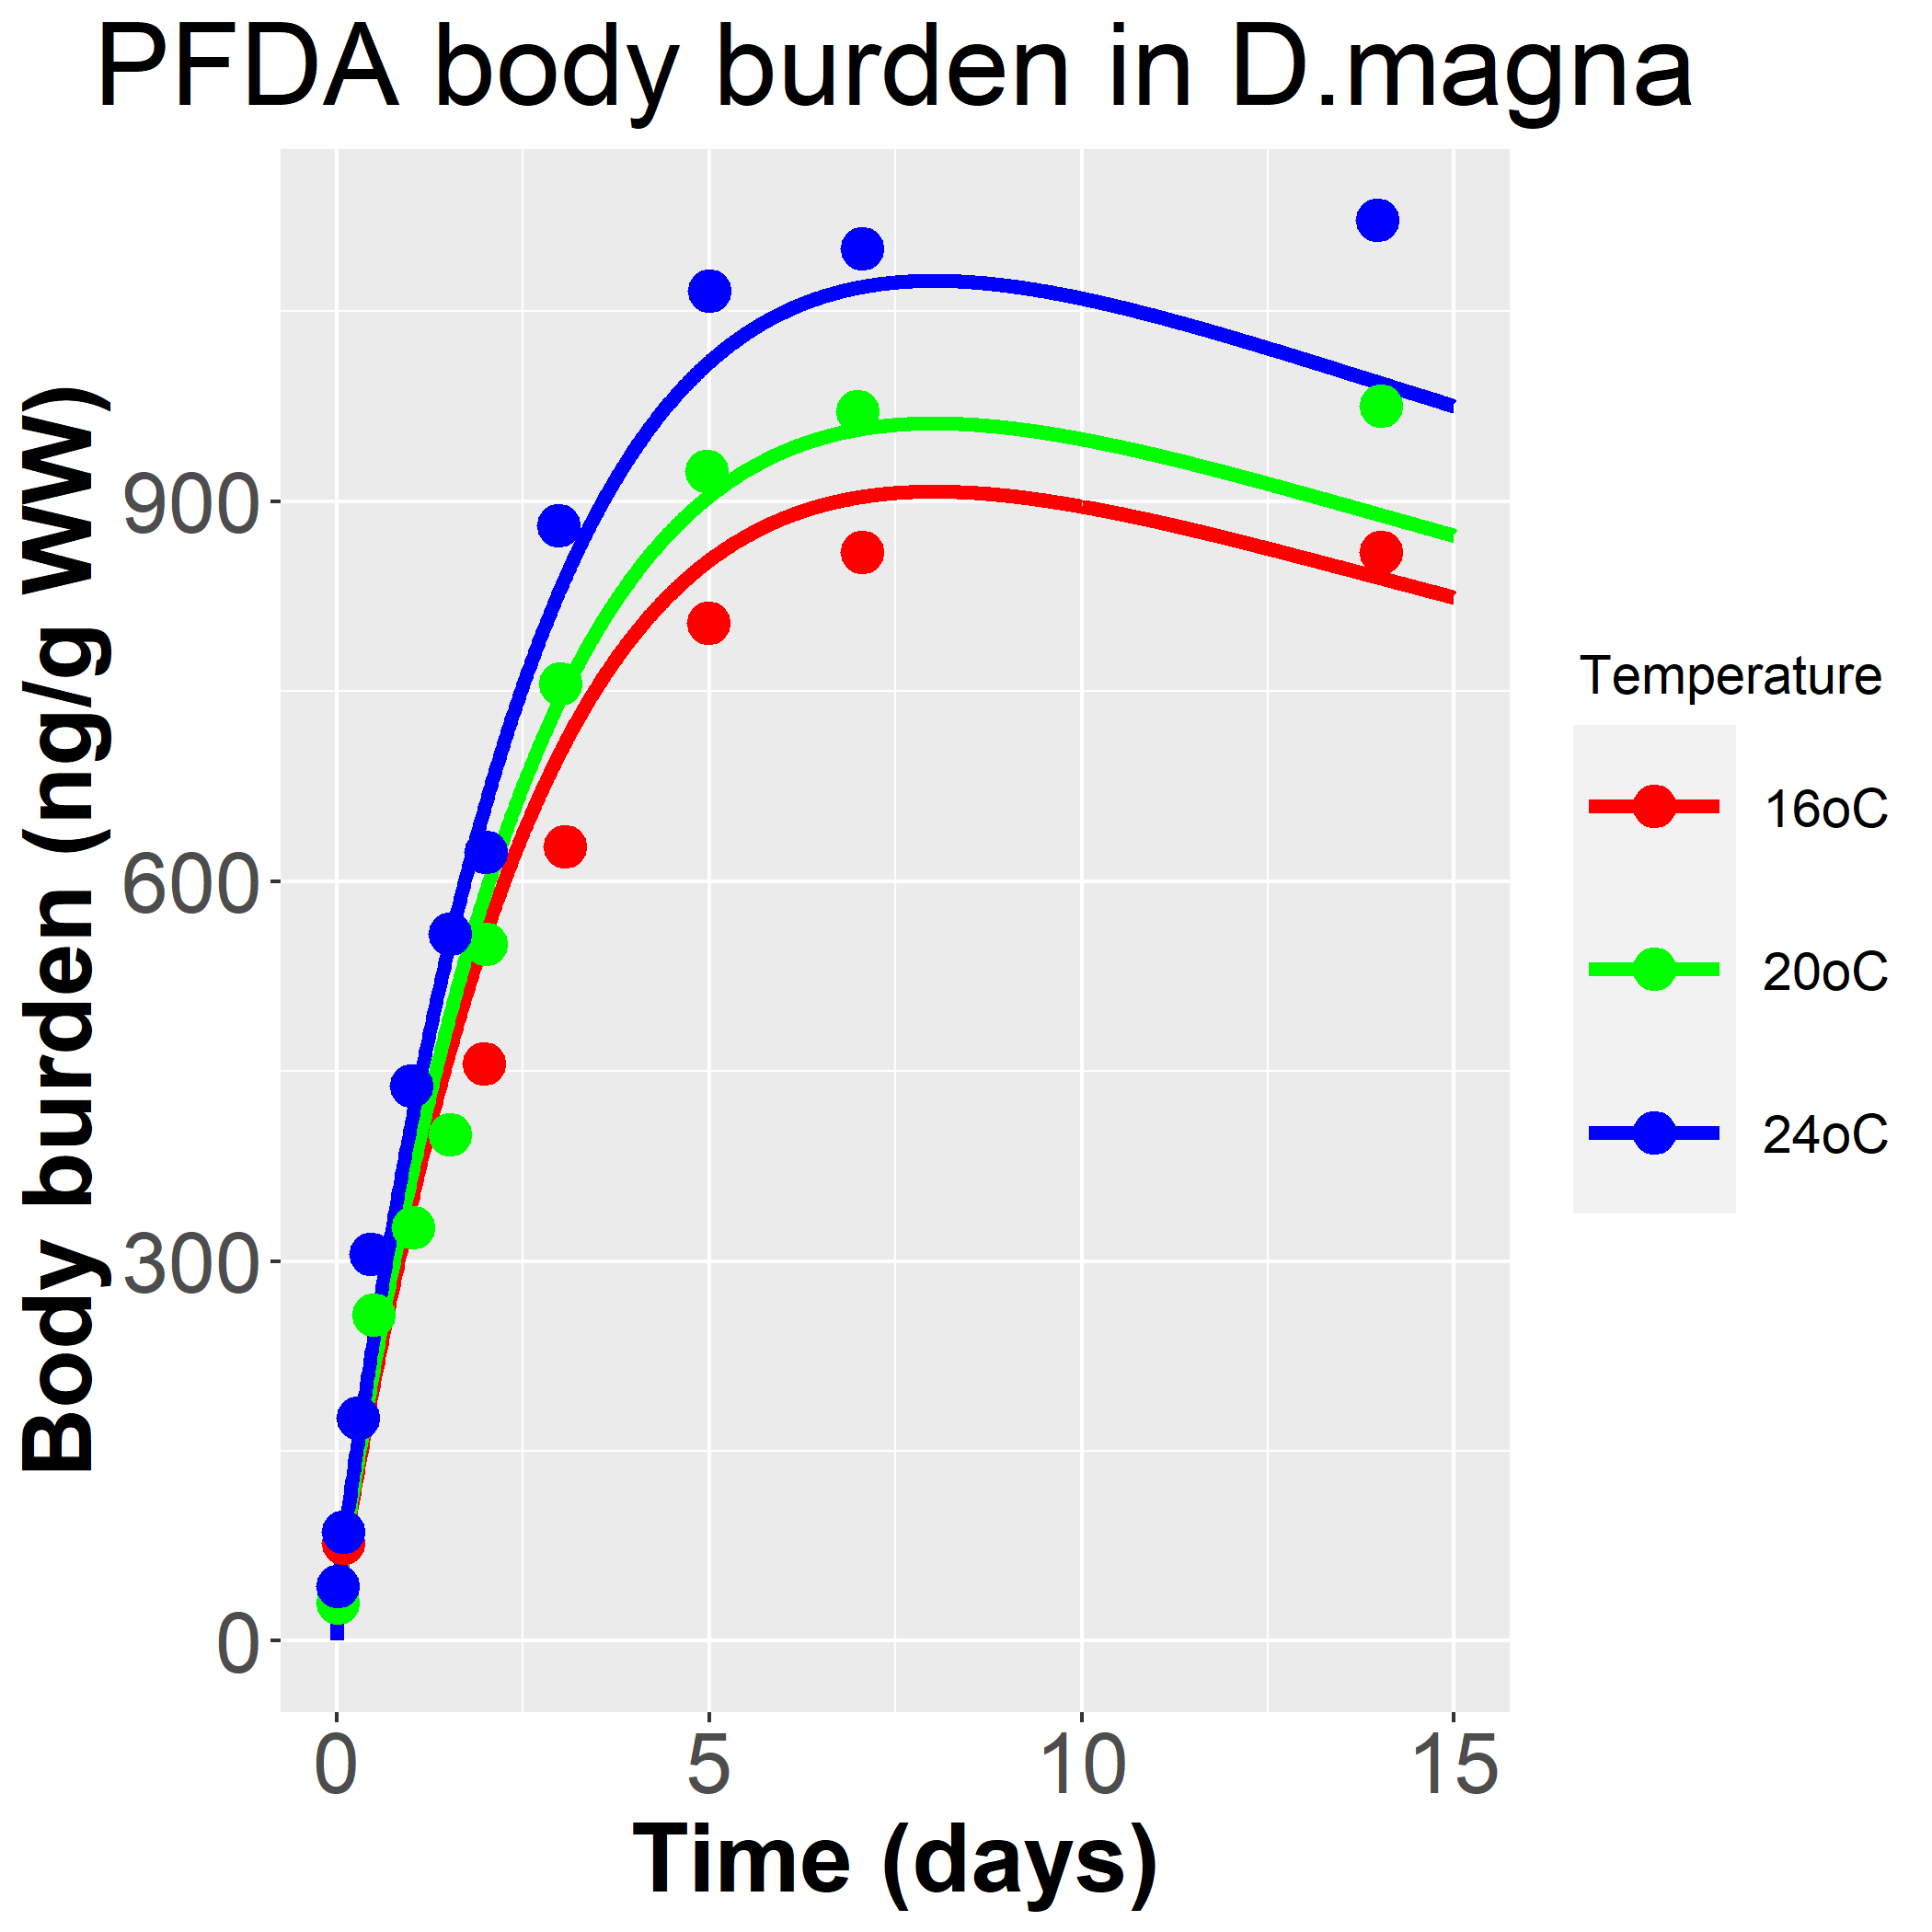 PFDA body burden in D.magna
Body burden (ng/g WW)
900
600
300
0
0
5
10
15
Time (days)
Temperature
16oC
20oC
24oC